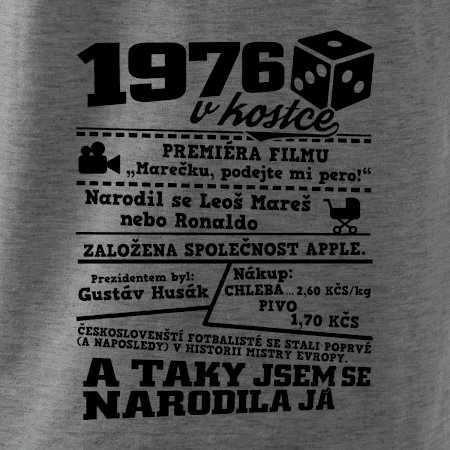 1976
v kostce
PREMIÉRA FILMU
„Marečku, podejte mi pero!“
Narodil se Leoš Mareš
nebo Ronaldo
ZALOŽENA SPOLEČNOST APPLE.
Prezidentem byl:
Gustáv Husák
Nákup:
CHLEBA...2,60 KČS/kg
PIVO
1,70 KČS
ČESKOSLOVENŠTÍ FOTBALISTÉ SE STALI POPRVÉ
(A NAPOSLEDY) V HISTORII MISTRY EVROPY.
A TAKY JSEM SE
NARODILA JÁ